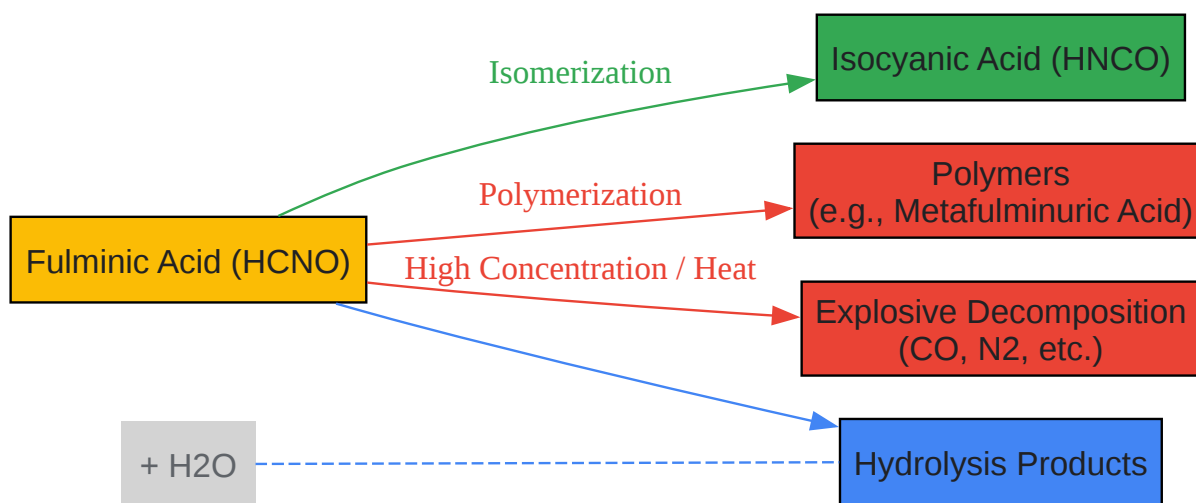 Isomerization
Isocyanic Acid (HNCO)
Polymerization
Polymers
(e.g., Metafulminuric Acid)
Fulminic Acid (HCNO)
High Concentration / Heat
Explosive Decomposition
(CO, N2, etc.)
+ H2O
Hydrolysis Products